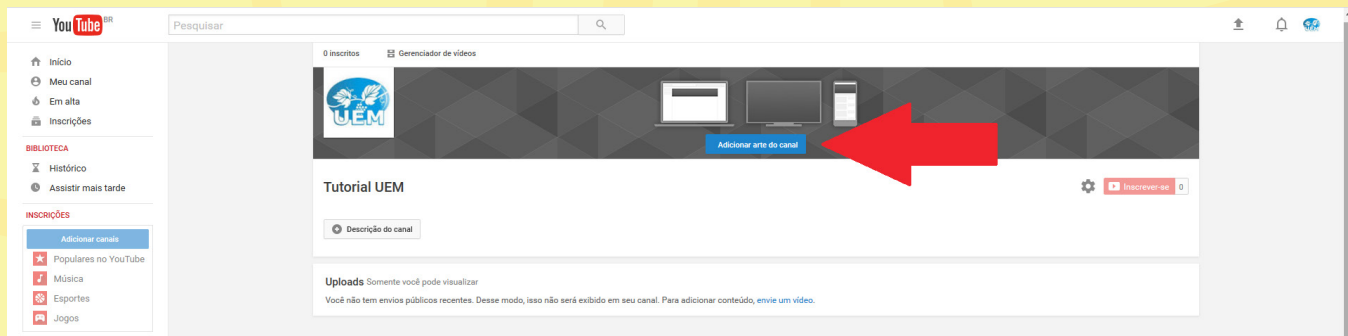 YouTube BR
Pesquisar
Início
Meu canal
Em alta
Inscrições
BIBLIOTECA
Histórico
Assistir mais tarde
INSCRIÇÕES
Adicionar canais
Populares no YouTube
Música
Esportes
Jogos
0 inscritos Gerenciador de vídeos
UEM
Adicionar arte do canal
Tutorial UEM
Inscrever-se 0
Descrição do canal
Uploads Somente você pode visualizar
Você não tem envios públicos recentes. Desse modo, isso não será exibido em seu canal. Para adicionar conteúdo, envie um vídeo.